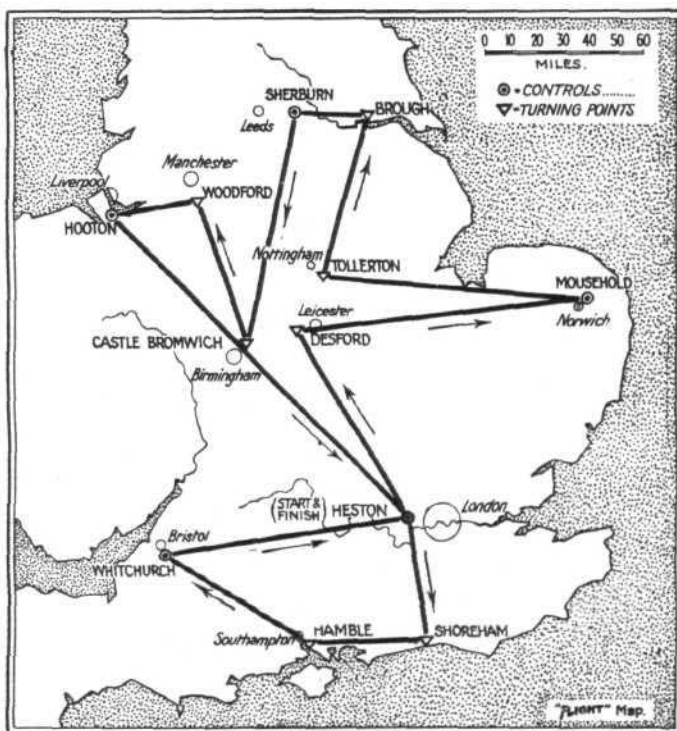 0 10 20 30 40 50 60
MILES.
- CONTROLS.........
- TURNING POINTS
SHERBURN
BROUGH
Leeds
Manchester
Liverpool
WOODFORD
HOOTON
Nottingham
TOLLERTON
MOUSEHOLD
Norwich
Leicester
DESFORD
CASTLE BROMWICH
Birmingham
(START & FINISH)
HESTON
London
Bristol
WHITCHURCH
Southampton
HAMBLE
SHOREHAM
"FLIGHT" Map.